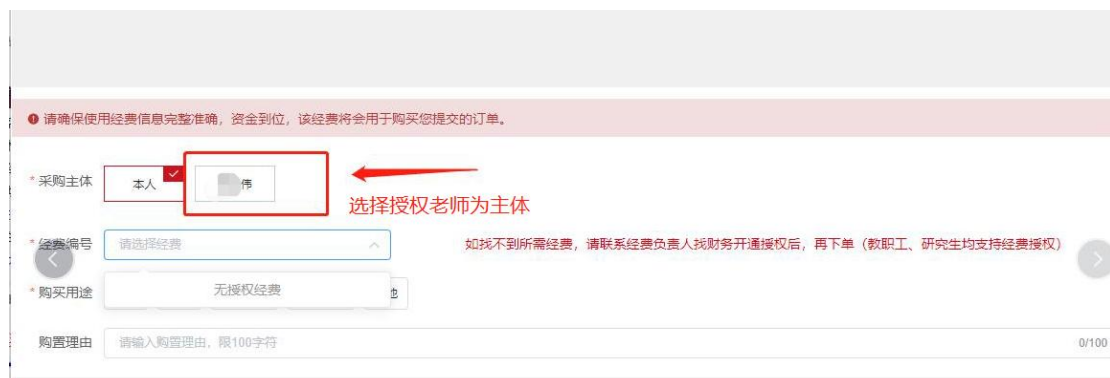 请确保使用经费信息完整准确，资金到位，该经费将会用于购买您提交的订单。
* 采购主体 本人 伟
选择授权老师为主体
* 经费编号 请选择经费 如找不到所需经费，请联系经费负责人找财务开通授权后，再下单（教职工、研究生均支持经费授权）
无授权经费
* 购买用途
购置理由 请输入购置理由，限100字符 0/100